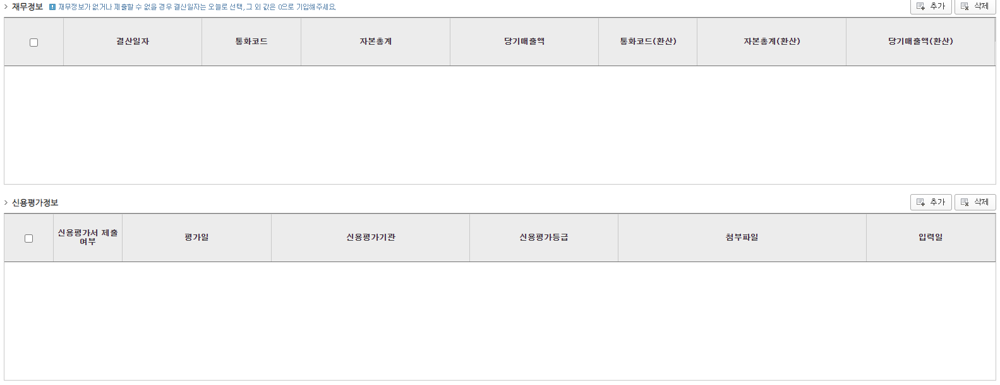 재무정보 재무정보가 없거나 제출할 수 없을 경우 결산일자는 오늘로 선택, 그 외 값은 0으로 기입해주세요.
추가 삭제
결산일자 통화코드 자본총계 당기매출액 통화코드(환산) 자본총계(환산) 당기매출액(환산)
신용평가정보
추가 삭제
신용평가서 제출
여부
평가일 신용평가기관 신용평가등급 첨부파일 입력일